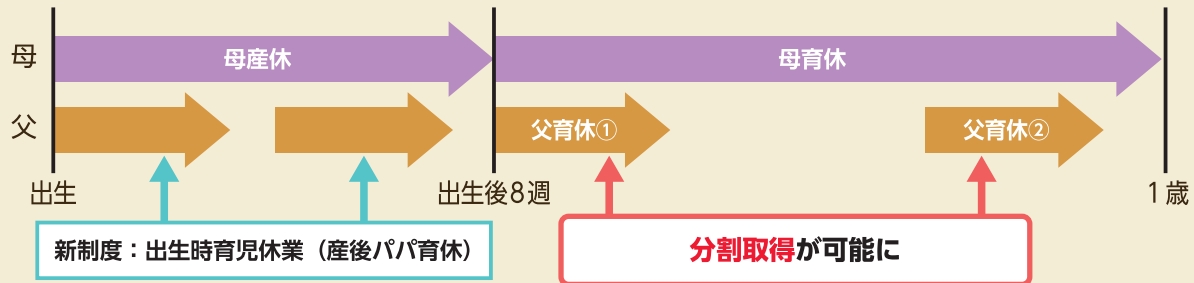 母
母産休
母育休
父
父育休①
父育休②
出生
出生後8週
1歳
新制度：出生時育児休業（産後パパ育休）
分割取得が可能に